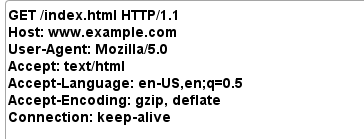 GET /index.html HTTP/1.1
Host: www.example.com
User-Agent: Mozilla/5.0
Accept: text/html
Accept-Language: en-US,en;q=0.5
Accept-Encoding: gzip, deflate
Connection: keep-alive